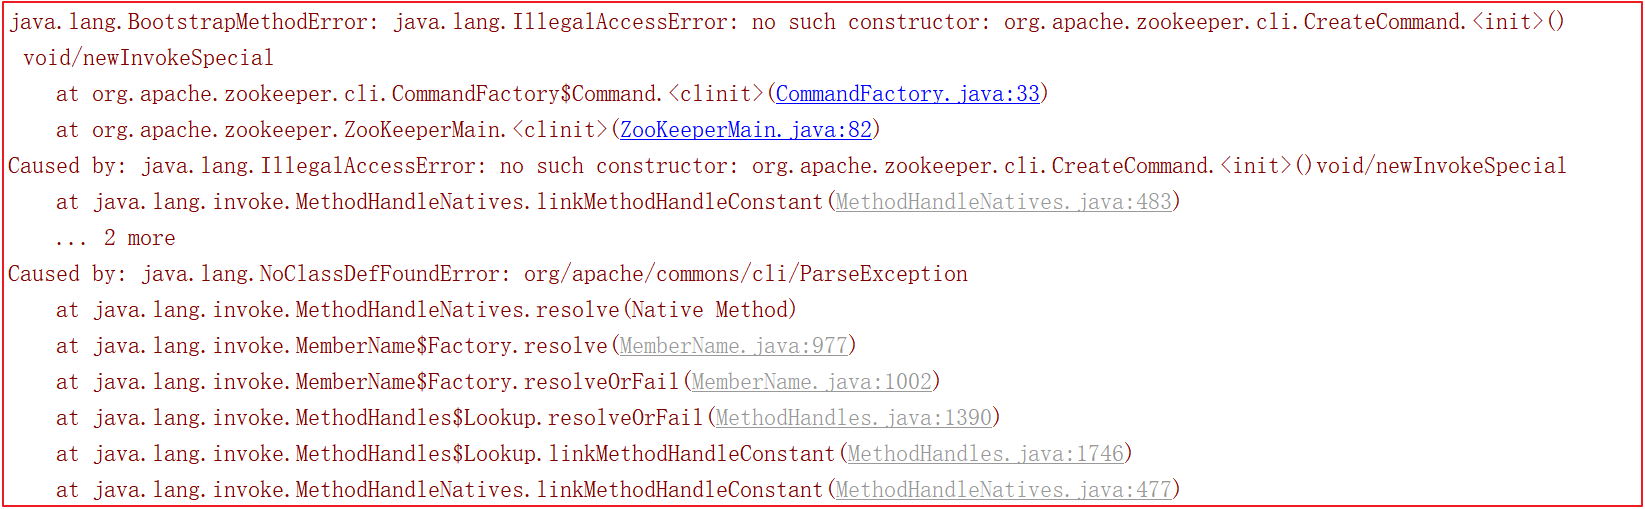 java.lang.BootstrapMethodError: java.lang.IllegalAccessError: no such constructor: org.apache.zookeeper.cli.CreateCommand.<init>()
void/newInvokeSpecial
at org.apache.zookeeper.cli.CommandFactory$Command.<clinit>(CommandFactory.java:33)
at org.apache.zookeeper.ZooKeeperMain.<clinit>(ZooKeeperMain.java:82)
Caused by: java.lang.IllegalAccessError: no such constructor: org.apache.zookeeper.cli.CreateCommand.<init>()void/newInvokeSpecial
at java.lang.invoke.MethodHandleNatives.linkMethodHandleConstant(MethodHandleNatives.java:483)
... 2 more
Caused by: java.lang.NoClassDefFoundError: org/apache/commons/cli/ParseException
at java.lang.invoke.MethodHandleNatives.resolve(Native Method)
at java.lang.invoke.MemberName$Factory.resolve(MemberName.java:977)
at java.lang.invoke.MemberName$Factory.resolveOrFail(MemberName.java:1002)
at java.lang.invoke.MethodHandles$Lookup.resolveOrFail(MethodHandles.java:1390)
at java.lang.invoke.MethodHandles$Lookup.linkMethodHandleConstant(MethodHandles.java:1746)
at java.lang.invoke.MethodHandleNatives.linkMethodHandleConstant(MethodHandleNatives.java:477)